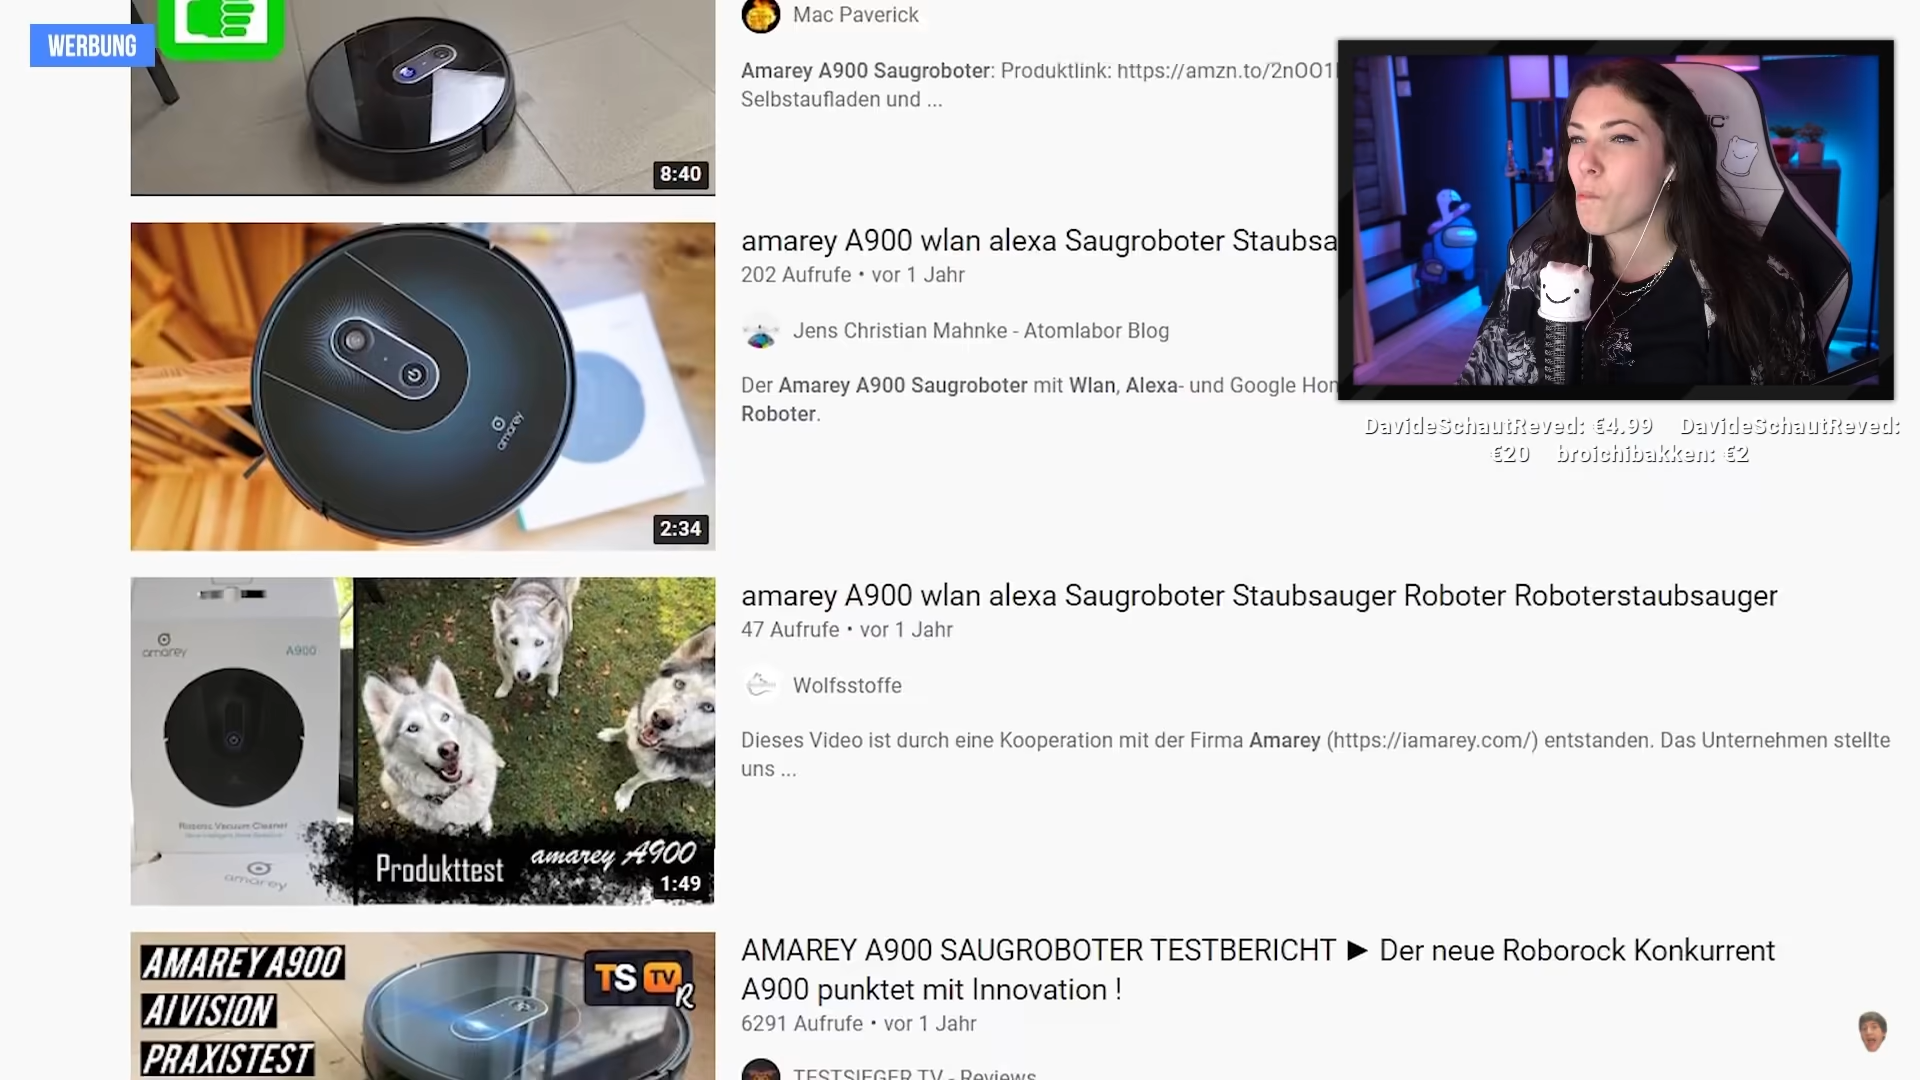 WERBUNG
8:40
Mac Paverick
Amarey A900 Saugroboter: Produktlink: https://amzn.to/2nOO1
Selbstaufladen und ...
amarey
2:34
amarey A900 wlan alexa Saugroboter Staubsa
202 Aufrufe • vor 1 Jahr
Jens Christian Mahnke - Atomlabor Blog
Der Amarey A900 Saugroboter mit Wlan, Alexa- und Google Hom
Roboter.
DavideSchautReved: €4.99 DavideSchautReved:
€20 broichibakken: €2
amarey A900
Robotic Vacuum Cleaner
amarey
Produkttest amarey A900
1:49
amarey A900 wlan alexa Saugroboter Staubsauger Roboter Roboterstaubsauger
47 Aufrufe • vor 1 Jahr
Wolfsstoffe
Dieses Video ist durch eine Kooperation mit der Firma Amarey (https://iamarey.com/) entstanden. Das Unternehmen stellte
uns ...
AMAREY A900
AI VISION
PRAXISTEST
TS TV
R
AMAREY A900 SAUGROBOTER TESTBERICHT ► Der neue Roborock Konkurrent
A900 punktet mit Innovation !
6291 Aufrufe • vor 1 Jahr
TESTSIEGER TV - Reviews